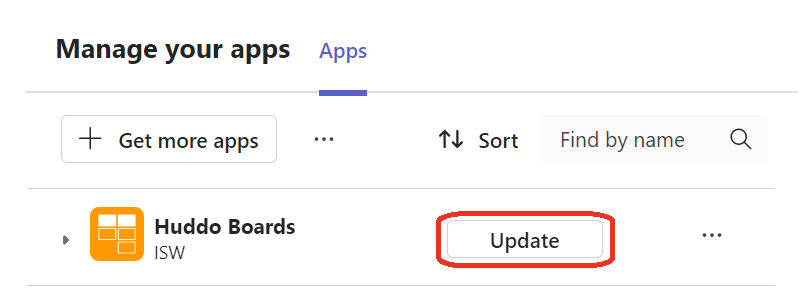 Manage your apps Apps
Get more apps ... Sort Find by name
Huddo Boards
ISW
Update ...